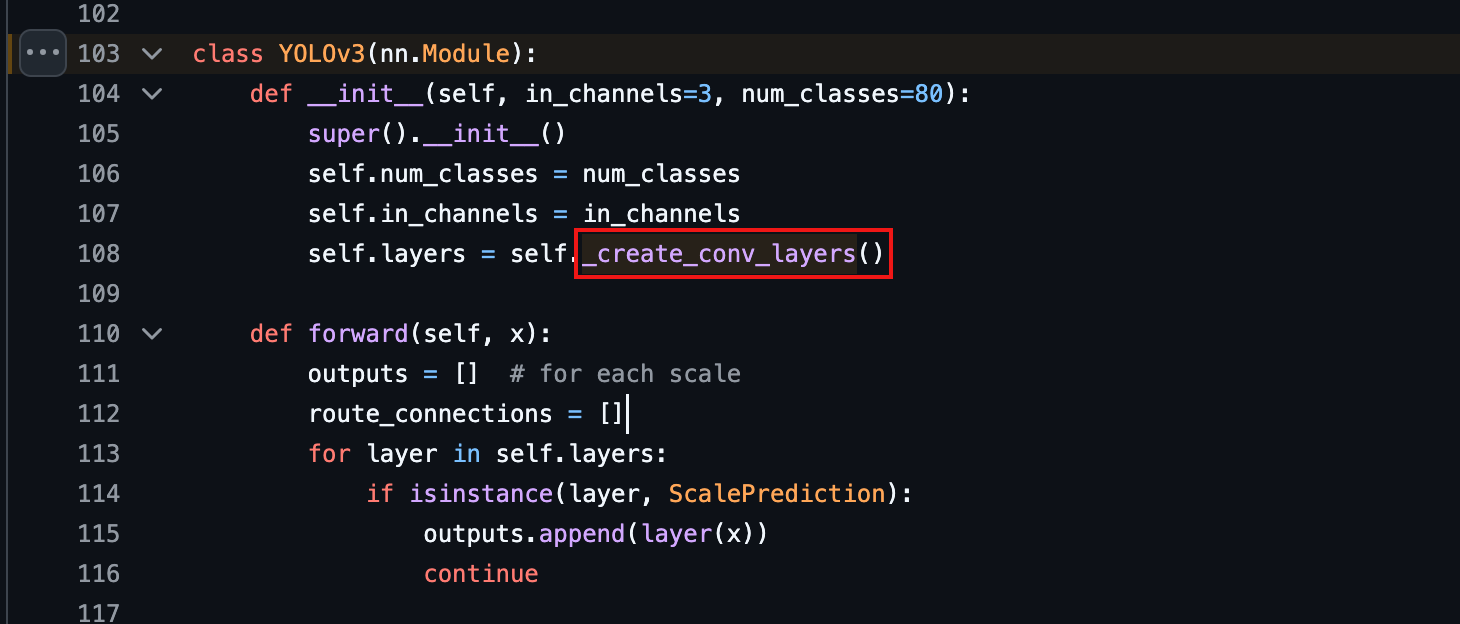 102
103 class YOLOv3(nn.Module):
104     def __init__(self, in_channels=3, num_classes=80):
105         super().__init__()
106         self.num_classes = num_classes
107         self.in_channels = in_channels
108         self.layers = self._create_conv_layers()
109
110     def forward(self, x):
111         outputs = []  # for each scale
112         route_connections = []
113         for layer in self.layers:
114             if isinstance(layer, ScalePrediction):
115                 outputs.append(layer(x))
116                 continue
117